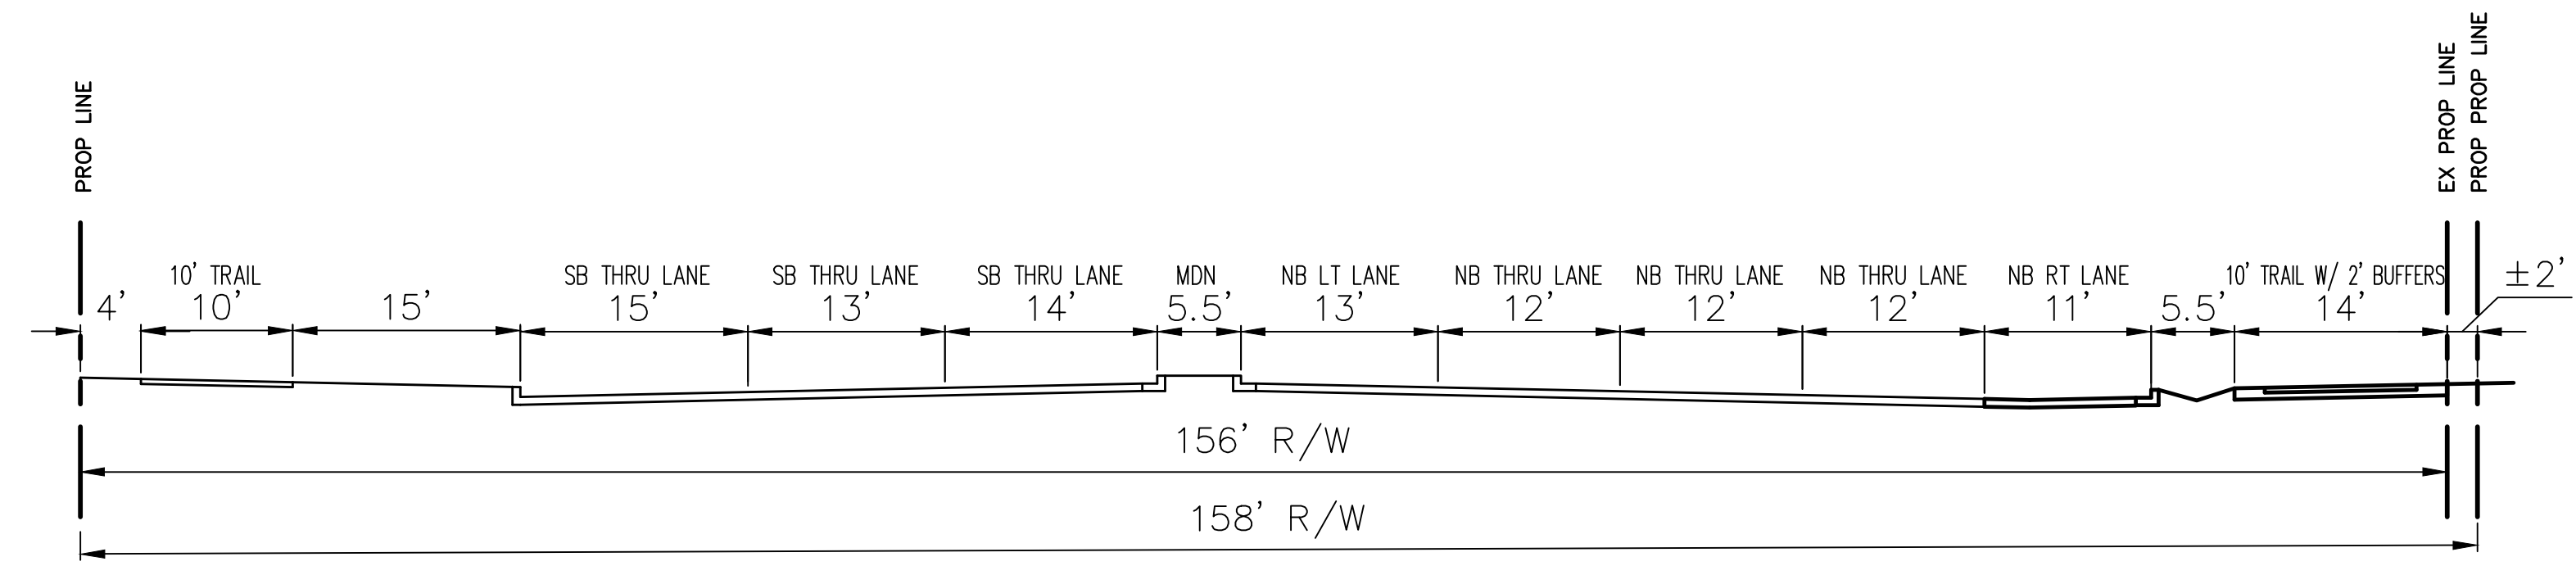 PROP LINE
EX PROP LINE
PROP PROP LINE
10' TRAIL
SB THRU LANE
SB THRU LANE
SB THRU LANE
MDN
NB LT LANE
NB THRU LANE
NB THRU LANE
NB THRU LANE
NB RT LANE
10' TRAIL W/ 2' BUFFERS
±2'
4'
10'
15'
15'
13'
14'
5.5'
13'
12'
12'
12'
11'
5.5'
14'
156' R/W
158' R/W